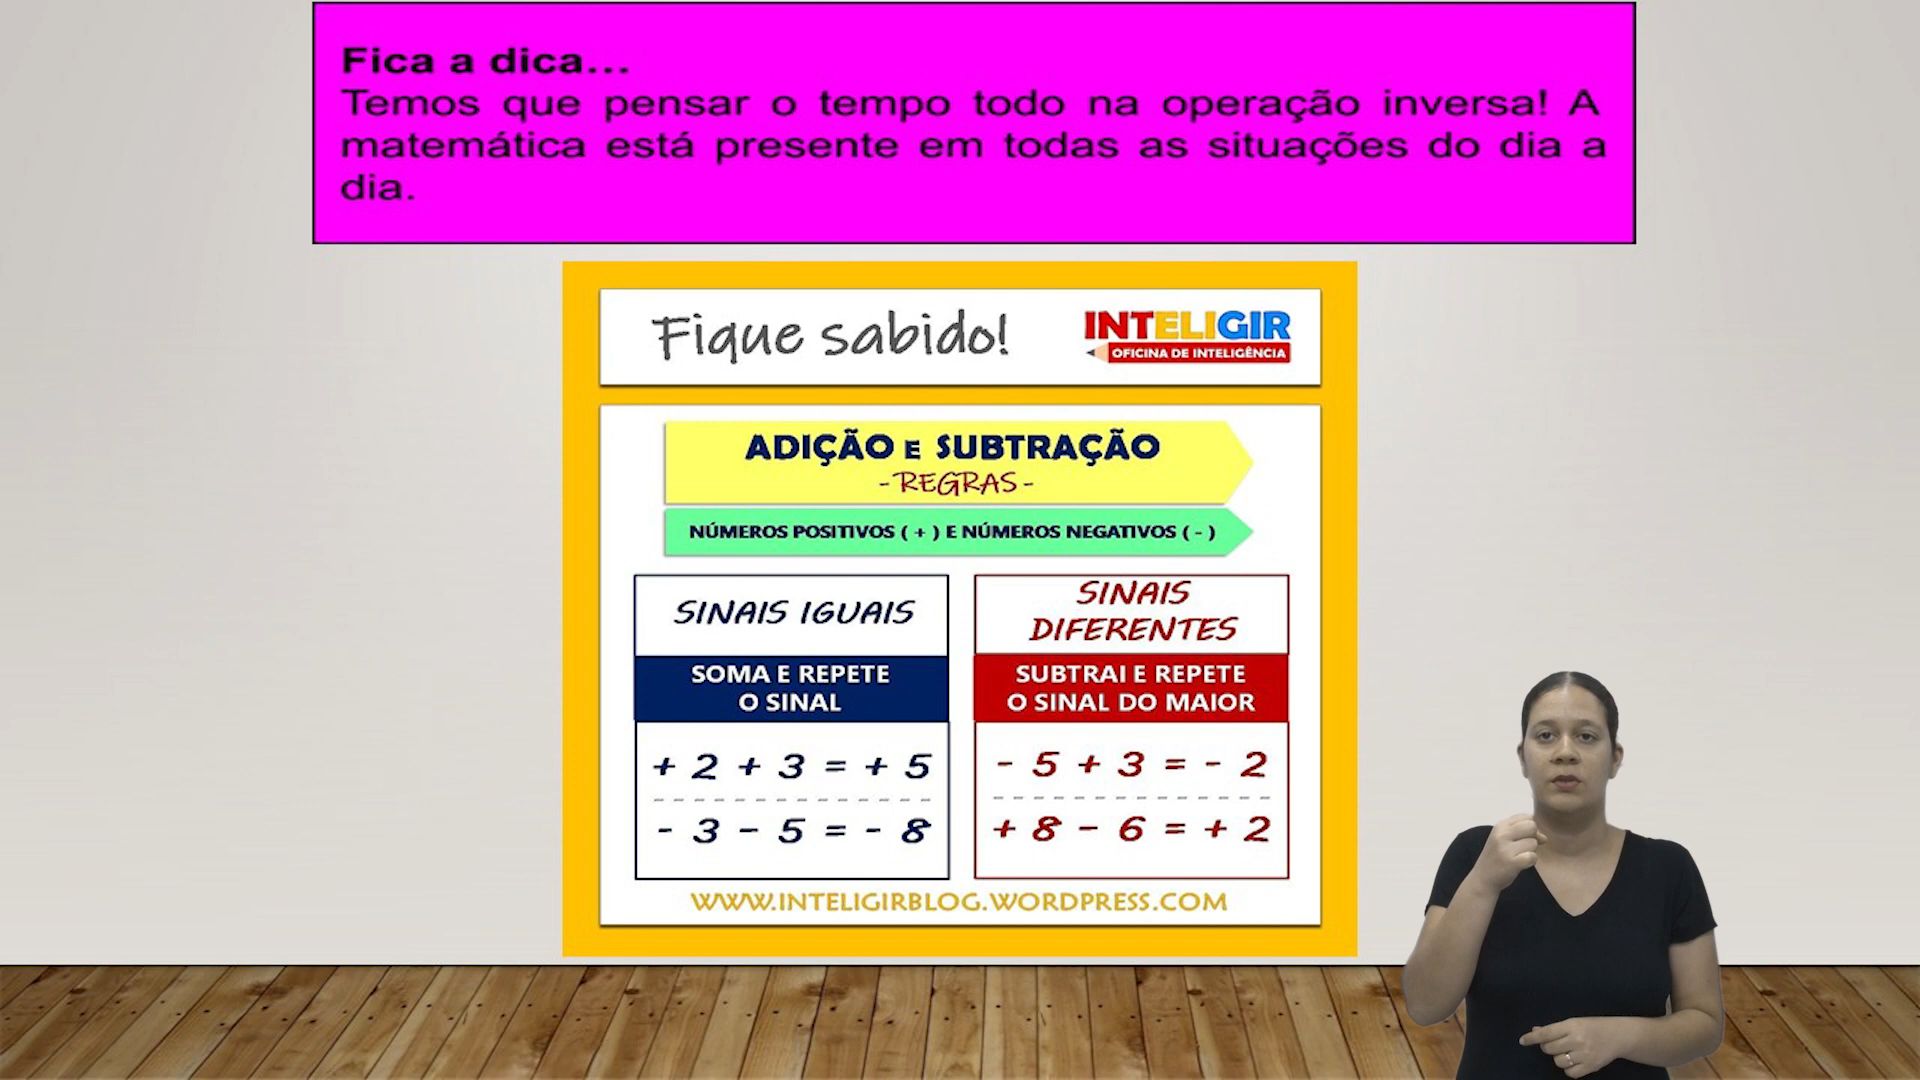 Fica a dica...
Temos que pensar o tempo todo na operação inversa! A
matemática está presente em todas as situações do dia a
dia.
Fique sabido!
INTELIGIR
OFICINA DE INTELIGÊNCIA
ADIÇÃO E SUBTRAÇÃO
- REGRAS -
NÚMEROS POSITIVOS ( + ) E NÚMEROS NEGATIVOS ( - )
SINAIS IGUAIS
SOMA E REPETE
O SINAL
+ 2 + 3 = + 5
- 3 - 5 = - 8
SINAIS
DIFERENTES
SUBTRAI E REPETE
O SINAL DO MAIOR
- 5 + 3 = - 2
+ 8 - 6 = + 2
WWW.INTELIGIRBLOG.WORDPRESS.COM